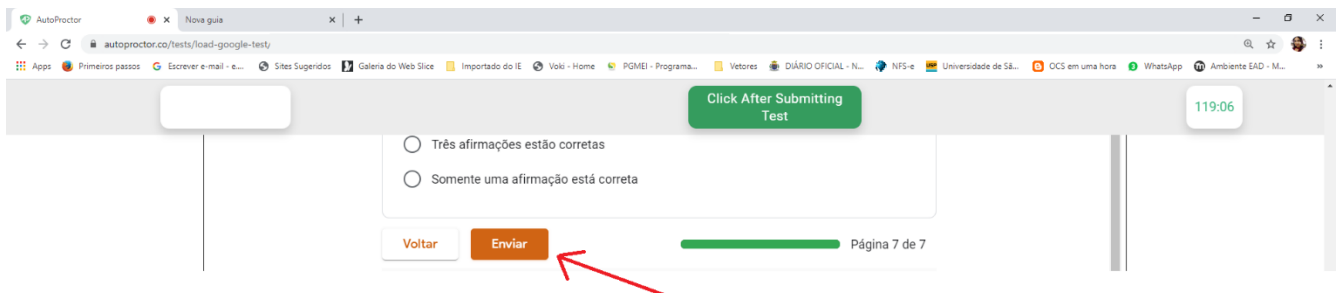 AutoProctor
Nova guia
autoproctor.co/tests/load-google-test/
Apps Primeiros passos Escrever e-mail - e.... Sites Sugeridos Galeria do Web Slice Importado do IE Voki - Home PGMEI - Programa... Vetores DIÁRIO OFICIAL - N... NFS-e Universidade de Sã... OCS em uma hora WhatsApp Ambiente EAD - M...
Click After Submitting
Test
119:06
Três afirmações estão corretas
Somente uma afirmação está correta
Voltar Enviar Página 7 de 7